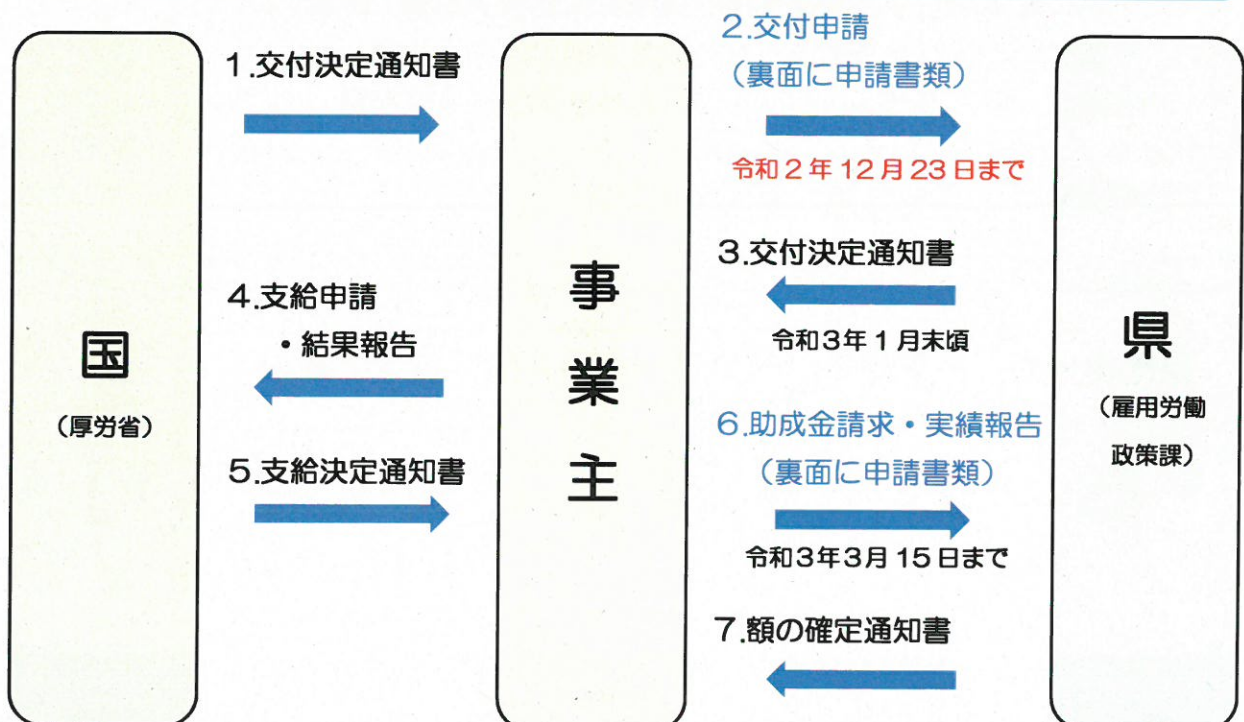 国
（厚労省）
1.交付決定通知書
4.支給申請
・結果報告
5.支給決定通知書
事業主
2.交付申請
（裏面に申請書類）
令和２年12月23日まで
3.交付決定通知書
令和３年１月末頃
6.助成金請求・実績報告
（裏面に申請書類）
令和３年３月15日まで
7.額の確定通知書
県
（雇用労働
政策課）